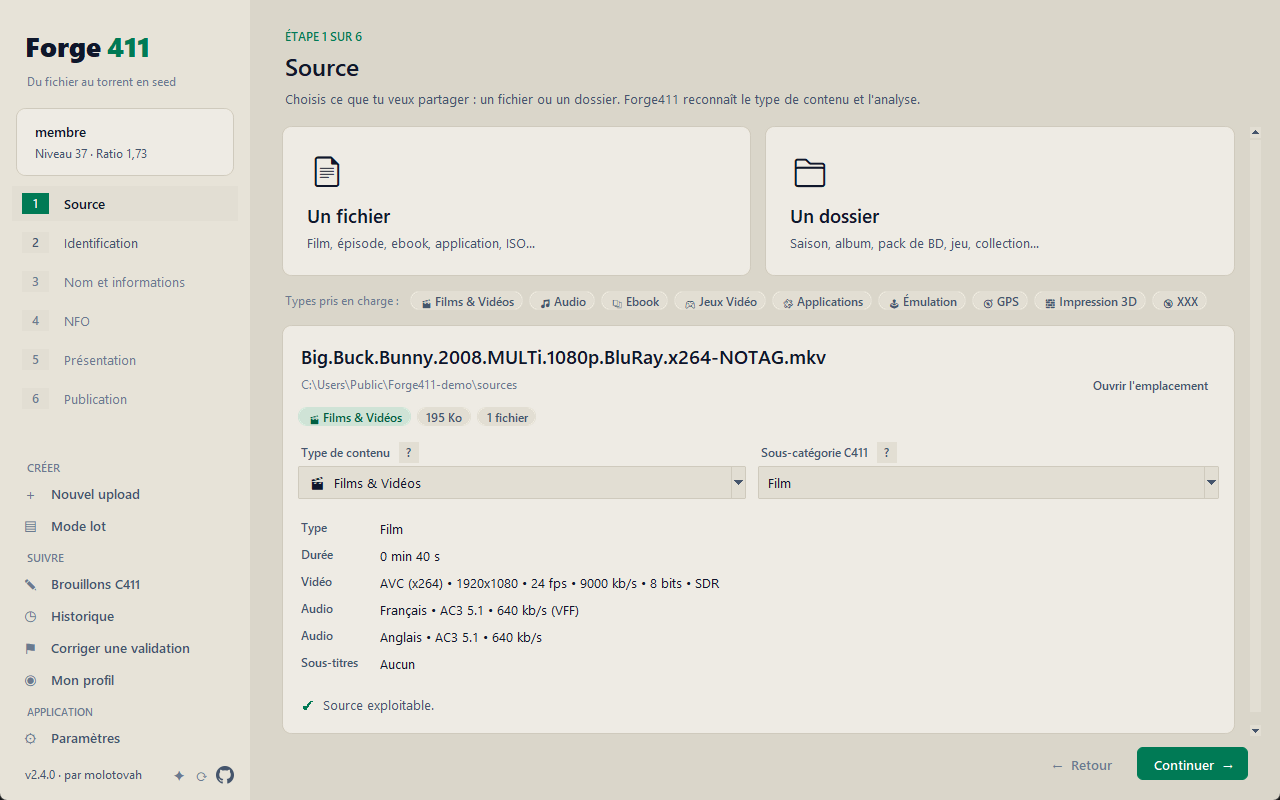 Forge 411
Du fichier au torrent en seed
membre
Niveau 37 · Ratio 1,73
1 Source
2 Identification
3 Nom et informations
4 NFO
5 Présentation
6 Publication
CRÉER
+ Nouvel upload
Mode lot
SUIVRE
Brouillons C411
Historique
Corriger une validation
Mon profil
APPLICATION
Paramètres
v2.4.0 · par molotovah
ÉTAPE 1 SUR 6
Source
Choisis ce que tu veux partager : un fichier ou un dossier. Forge411 reconnaît le type de contenu et l'analyse.
Un fichier
Film, épisode, ebook, application, ISO...
Un dossier
Saison, album, pack de BD, jeu, collection...
Types pris en charge : Films & Vidéos Audio Ebook Jeux Vidéo Applications Émulation GPS Impression 3D XXX
Big.Buck.Bunny.2008.MULTi.1080p.BluRay.x264-NOTAG.mkv
C:\Users\Public\Forge411-demo\sources
Ouvrir l'emplacement
Films & Vidéos 195 Ko 1 fichier
Type de contenu ?
Films & Vidéos
Sous-catégorie C411 ?
Film
Type Film
Durée 0 min 40 s
Vidéo AVC (x264) • 1920x1080 • 24 fps • 9000 kb/s • 8 bits • SDR
Audio Français • AC3 5.1 • 640 kb/s (VFF)
Audio Anglais • AC3 5.1 • 640 kb/s
Sous-titres Aucun
✓ Source exploitable.
← Retour
Continuer →